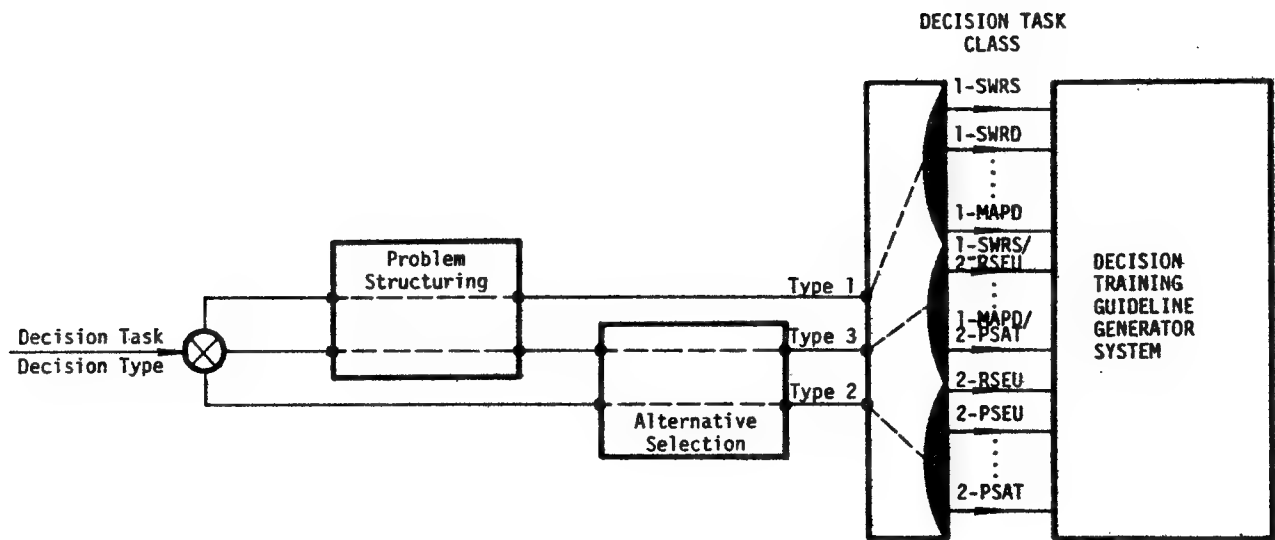 DECISION TASK
CLASS
1-SWRS
1-SWRD
1-MAPD
1-SWRS/
2-RSEU
1-MAPD/
2-PSAT
2-RSEU
2-PSEU
2-PSAT
DECISION
TRAINING
GUIDELINE
GENERATOR
SYSTEM
Problem
Structuring
Type 1
Type 3
Type 2
Decision Task
Decision Type
Alternative
Selection